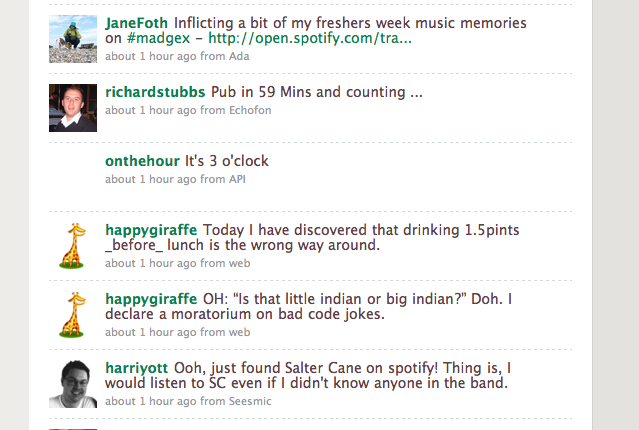 JaneFoth Inflicting a bit of my freshers week music memories
on #madgex – http://open.spotify.com/tra...
about 1 hour ago from Ada
richardstubbs Pub in 59 Mins and counting ...
about 1 hour ago from Echofon
onthehour It's 3 o'clock
about 1 hour ago from API
happygiraffe Today I have discovered that drinking 1.5pints
_before_ lunch is the wrong way around.
about 1 hour ago from web
happygiraffe OH: “Is that little indian or big indian?” Doh. I
declare a moratorium on bad code jokes.
about 1 hour ago from web
harriyott Ooh, just found Salter Cane on spotify! Thing is, I
would listen to SC even if I didn't know anyone in the band.
about 1 hour ago from Seesmic